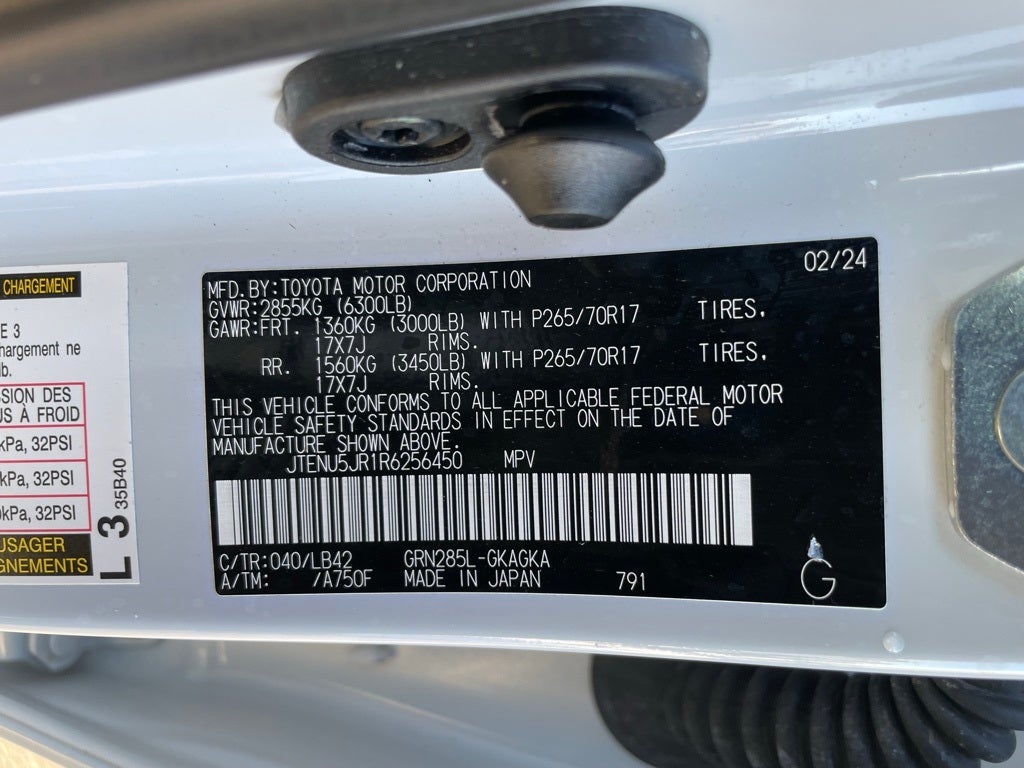 CHARGEMENT
E 3
hargement ne
b.
SSION DES
US À FROID
kPa, 32PSI
kPa, 32PSI
kPa, 32PSI
USAGER
GNEMENTS
L 3 35B40
02/24
MFD.BY:TOYOTA MOTOR CORPORATION
GVWR:2855KG (6300LB)
GAWR:FRT. 1360KG (3000LB) WITH P265/70R17 TIRES,
17X7J RIMS.
RR. 1560KG (3450LB) WITH P265/70R17 TIRES,
17X7J RIMS.
THIS VEHICLE CONFORMS TO ALL APPLICABLE FEDERAL MOTOR
VEHICLE SAFETY STANDARDS IN EFFECT ON THE DATE OF
MANUFACTURE SHOWN ABOVE.
JTENU5JR1R6256450 MPV
C/TR:040/LB42 GRN285L-GKAGKA
A/TM: /A750F MADE IN JAPAN 791
G